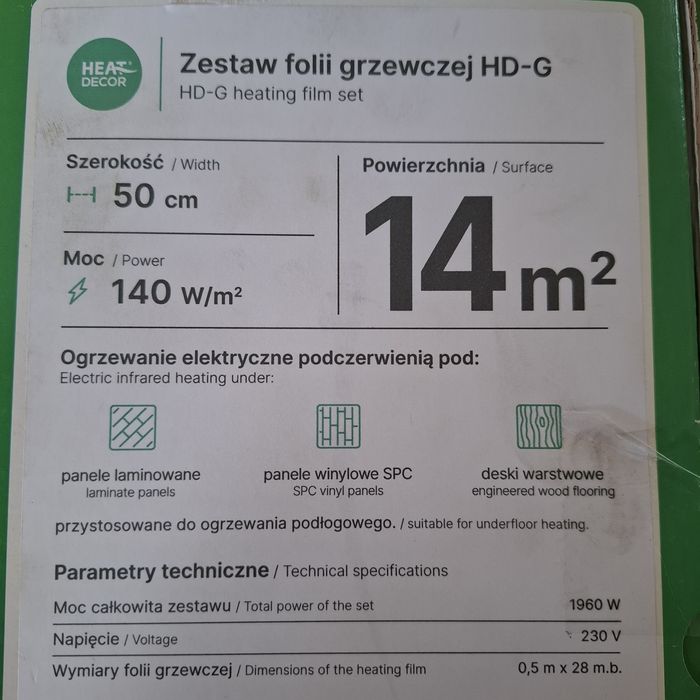 HEAT DECOR
Zestaw folii grzewczej HD-G
HD-G heating film set
Szerokość / Width
50 cm
Moc / Power
140 W/m²
Powierzchnia / Surface
14 m²
Ogrzewanie elektryczne podczerwienią pod:
Electric infrared heating under:
panele laminowane
laminate panels
panele winylowe SPC
SPC vinyl panels
deski warstwowe
engineered wood flooring
przystosowane do ogrzewania podłogowego. / suitable for underfloor heating.
Parametry techniczne / Technical specifications
Moc całkowita zestawu / Total power of the set 1960 W
Napięcie / Voltage 230 V
Wymiary folii grzewczej / Dimensions of the heating film 0,5 m x 28 m.b.